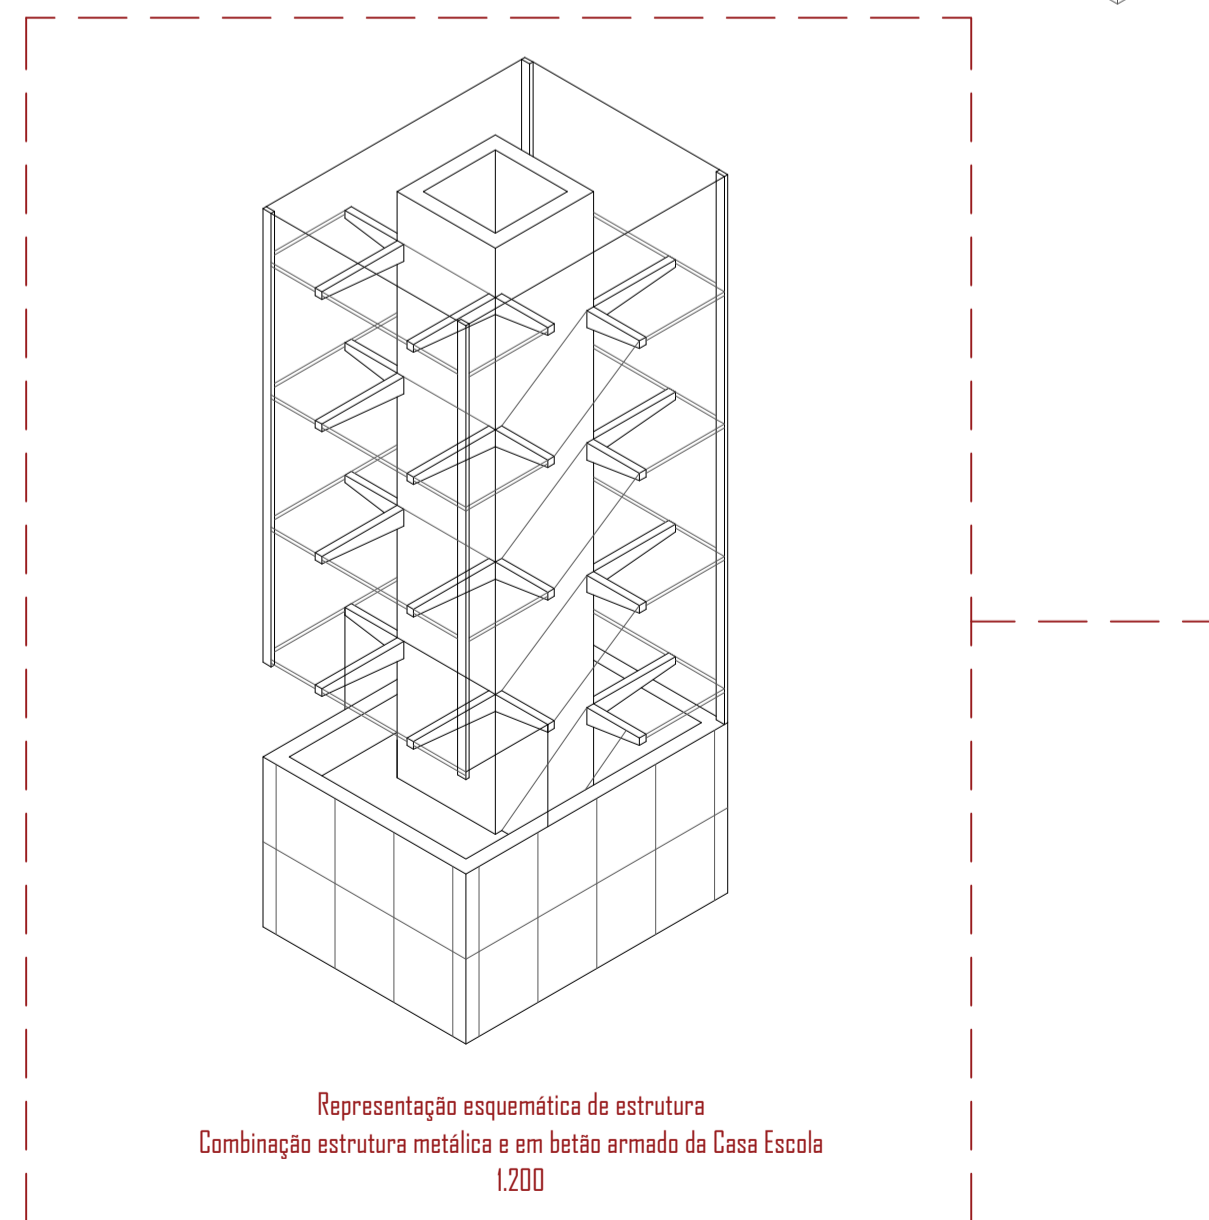 Representação esquemática de estrutura
Combinação estrutura metálica e em betão armado da Casa Escola
1.200